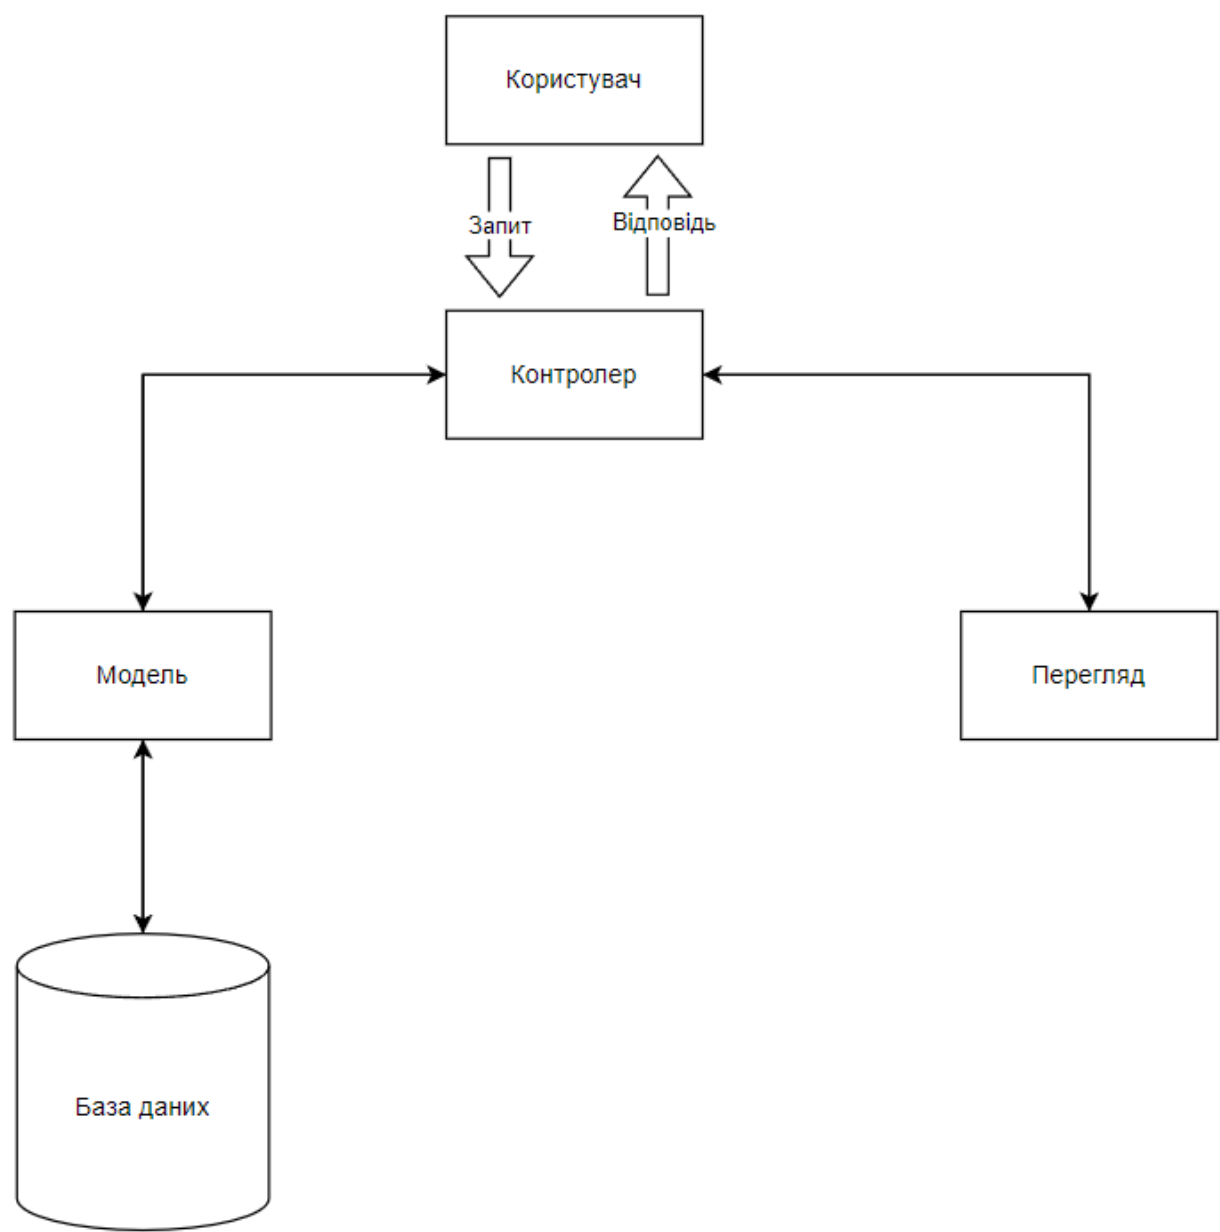 Користувач
Запит
Відповідь
Контролер
Модель
Перегляд
База даних